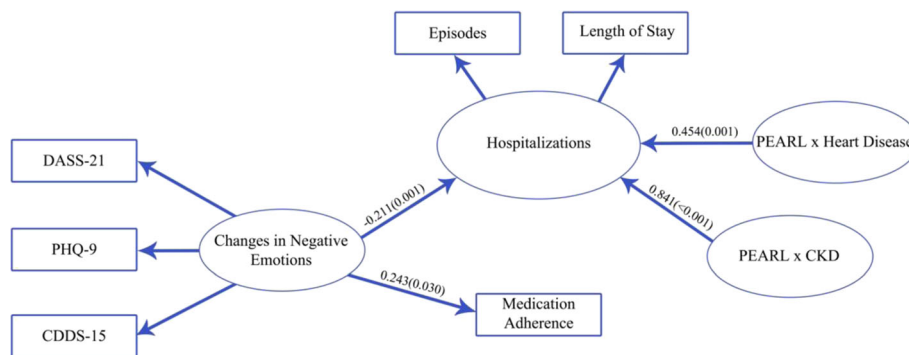 Episodes
Length of Stay
Hospitalizations
0.454(0.001)
PEARL x Heart Disease
DASS-21
0.841(<0.001)
-0.211(0.001)
PHQ-9
Changes in Negative
Emotions
PEARL x CKD
0.243(0.030)
Medication
Adherence
CDDS-15